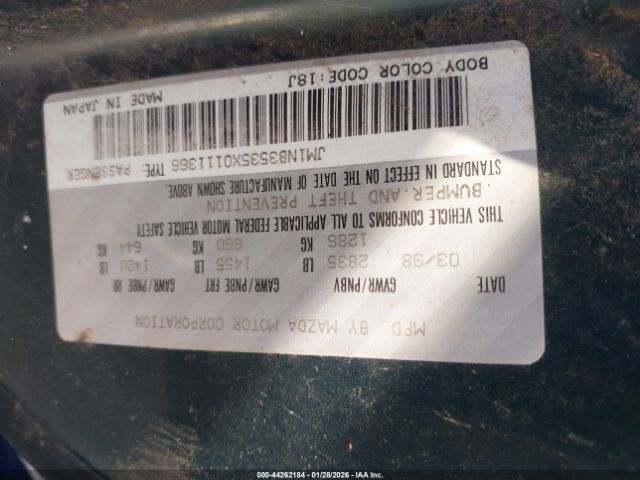 MFD. BY MAZDA MOTOR CORPORATION
DATE GVWR/PNBV GAWR/PNBE FRT GAWR/PNBE RR
03/98 2835 LB 1455 LB 1420 LB
1286 KG 660 KG 644 KG
THIS VEHICLE CONFORMS TO ALL APPLICABLE FEDERAL MOTOR VEHICLE SAFETY
,BUMPER,AND THEFT PREVENTION
STANDARD IN EFFECT ON THE DATE OF MANUFACTURE SHOWN ABOVE.
JM1NB3535X0111366 TYPE: PASSENGER
BODY COLOR CODE:18J MADE IN JAPAN
000-44262184 - 01/28/2026 - IAA Inc.